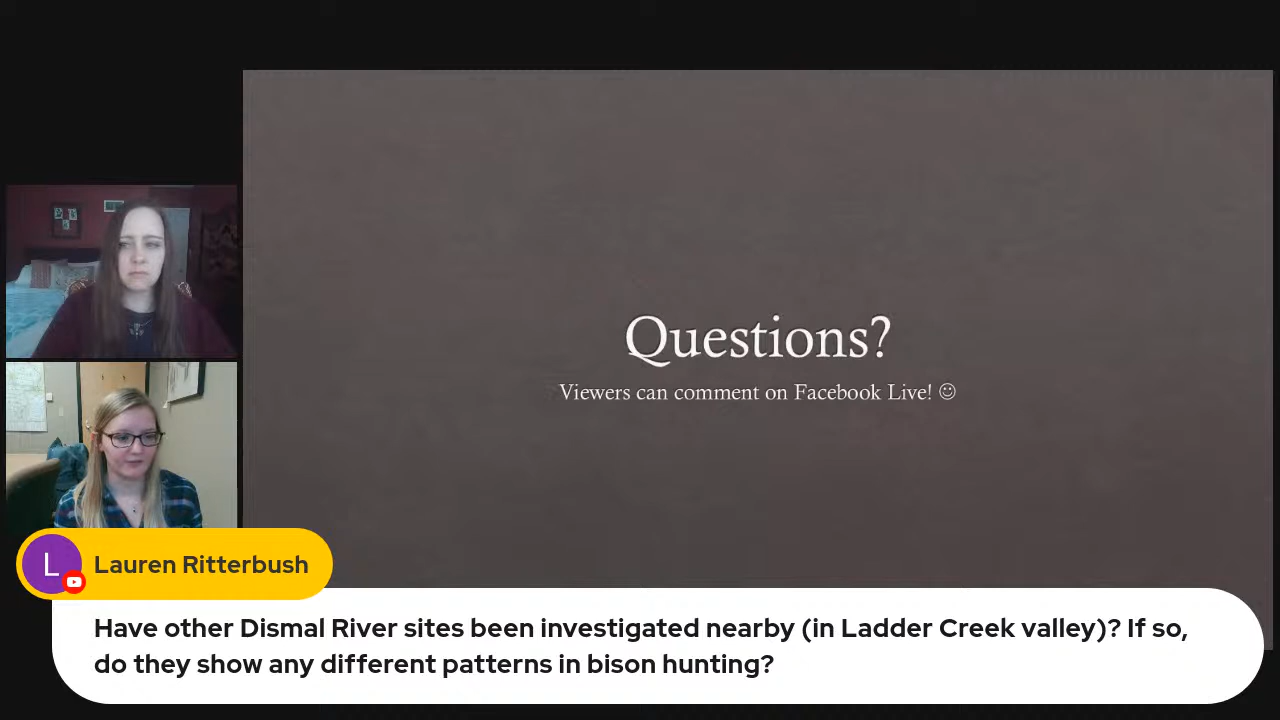 Questions?
Viewers can comment on Facebook Live! ☺
L
Lauren Ritterbush
Have other Dismal River sites been investigated nearby (in Ladder Creek valley)? If so,
do they show any different patterns in bison hunting?